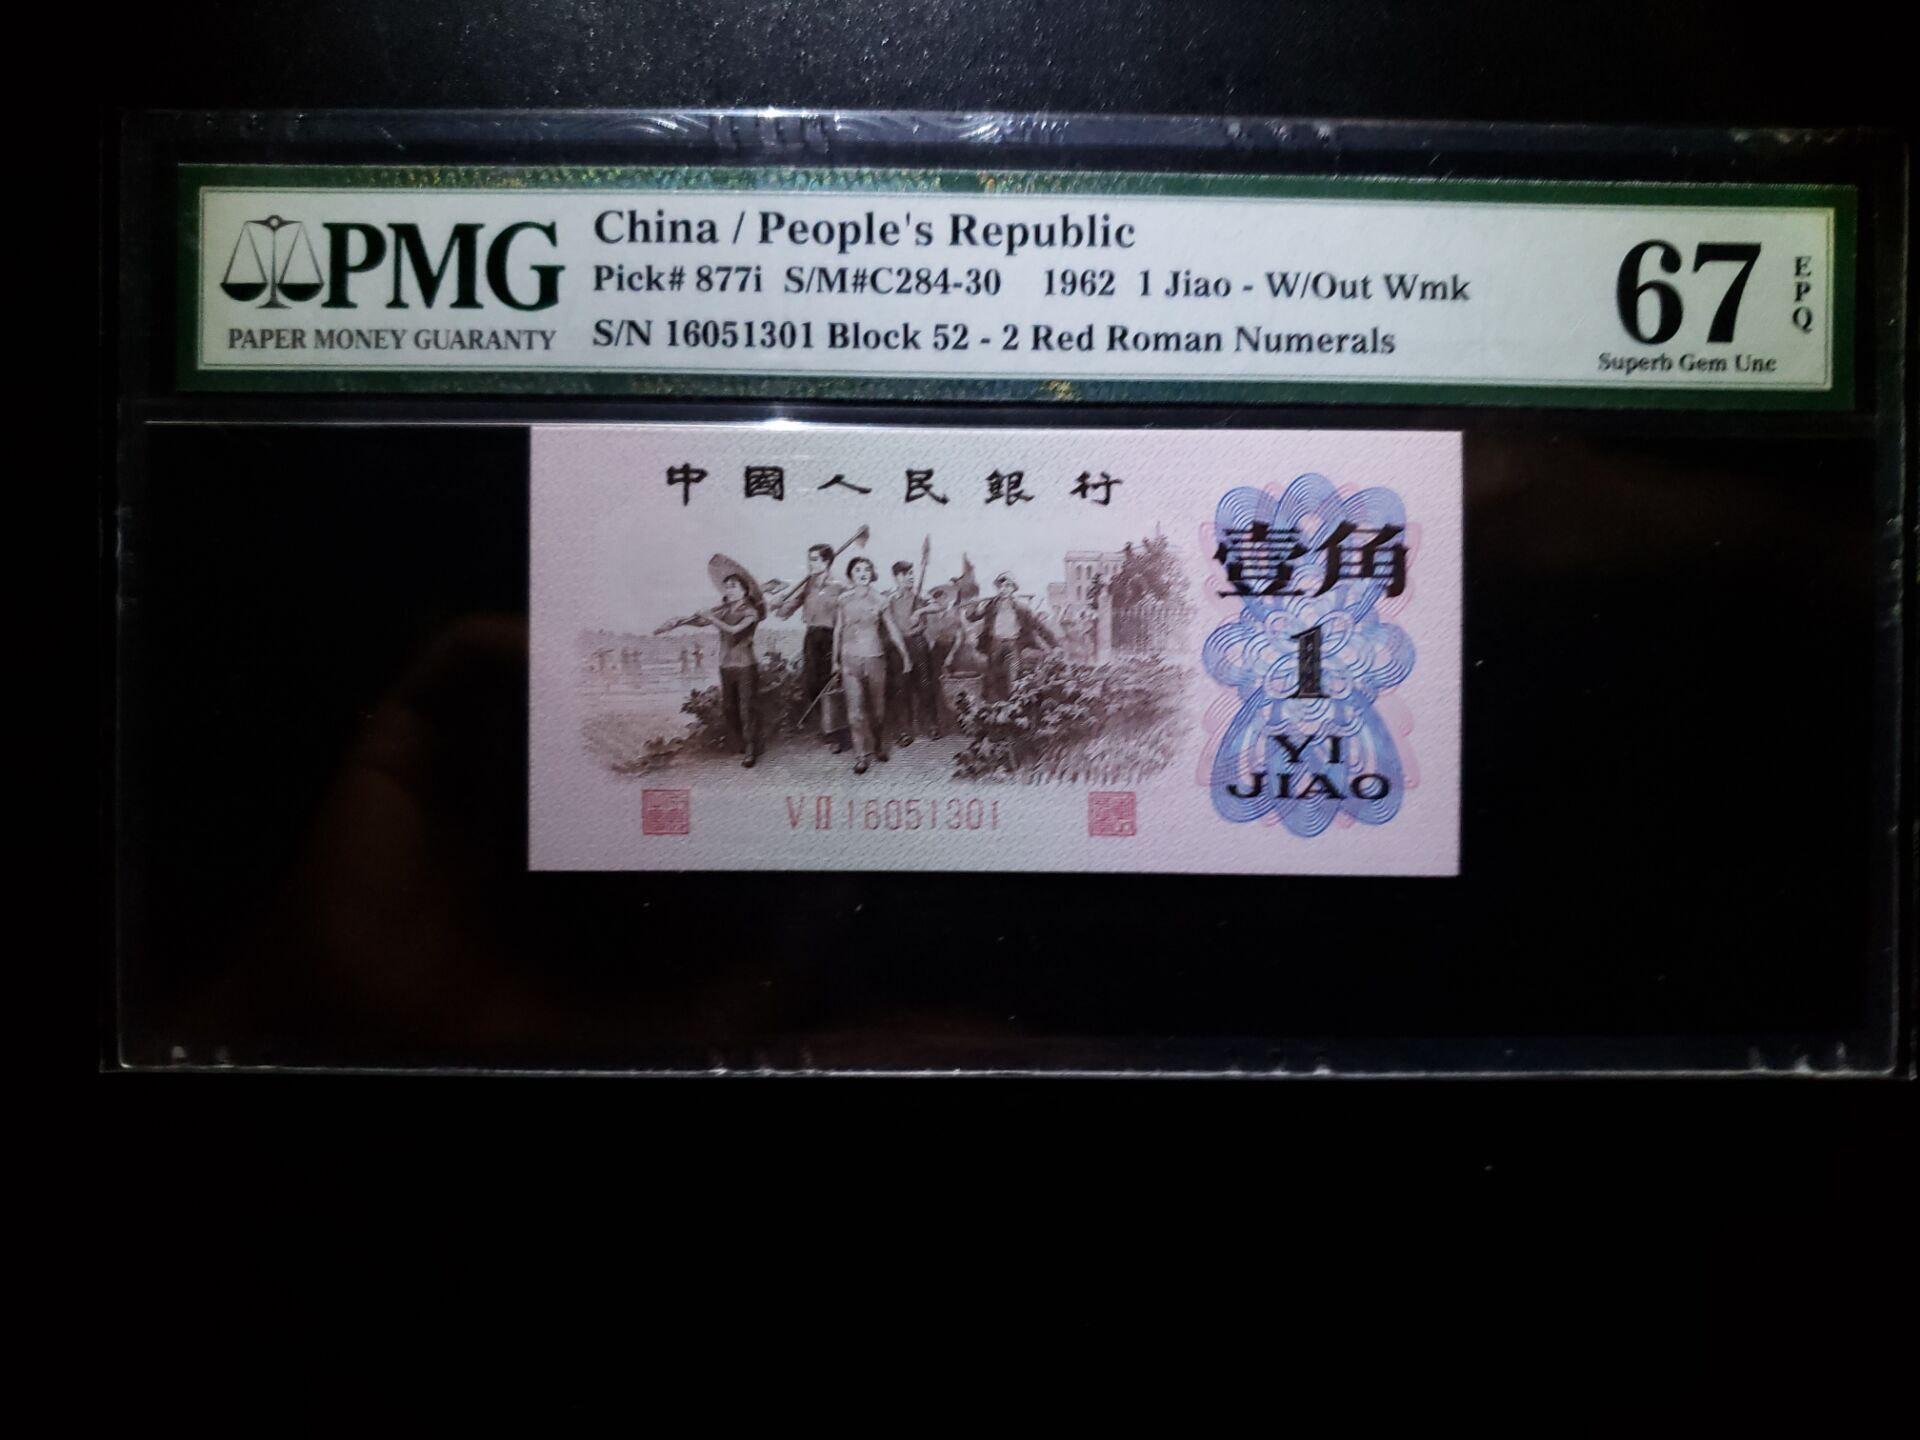 PMG
PAPER MONEY GUARANTY
China / People's Republic
Pick# 877i S/M#C284-30 1962 1 Jiao - W/Out Wmk
S/N 16051301 Block 52 - 2 Red Roman Numerals
67
EPQ
Superb Gem Unc
中國人民銀行
壹角
1
YI
JIAO
V II 16051301